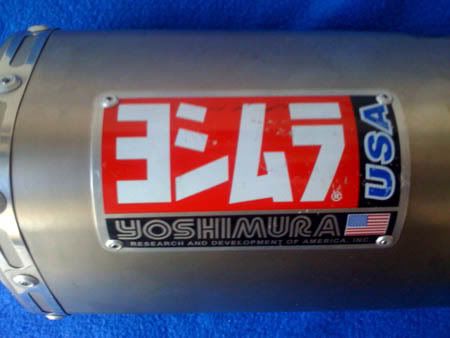 ヨシムラ®
USA
YOSHIMURA
RESEARCH AND DEVELOPMENT OF AMERICA, INC.